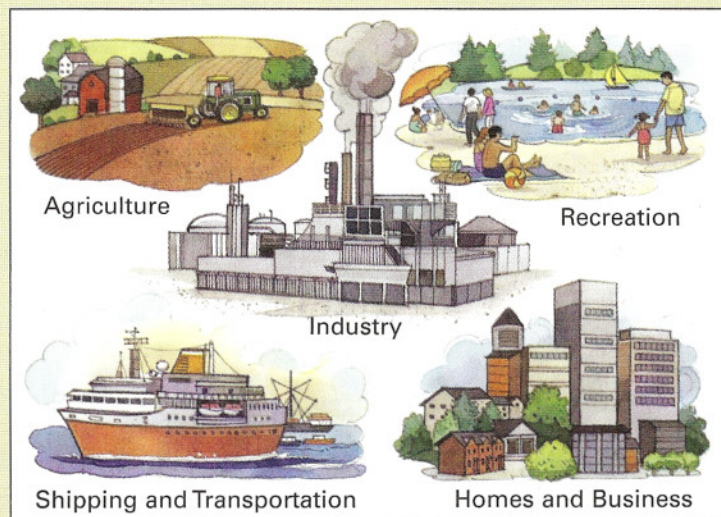 Agriculture
Recreation
Industry
Shipping and Transportation
Homes and Business